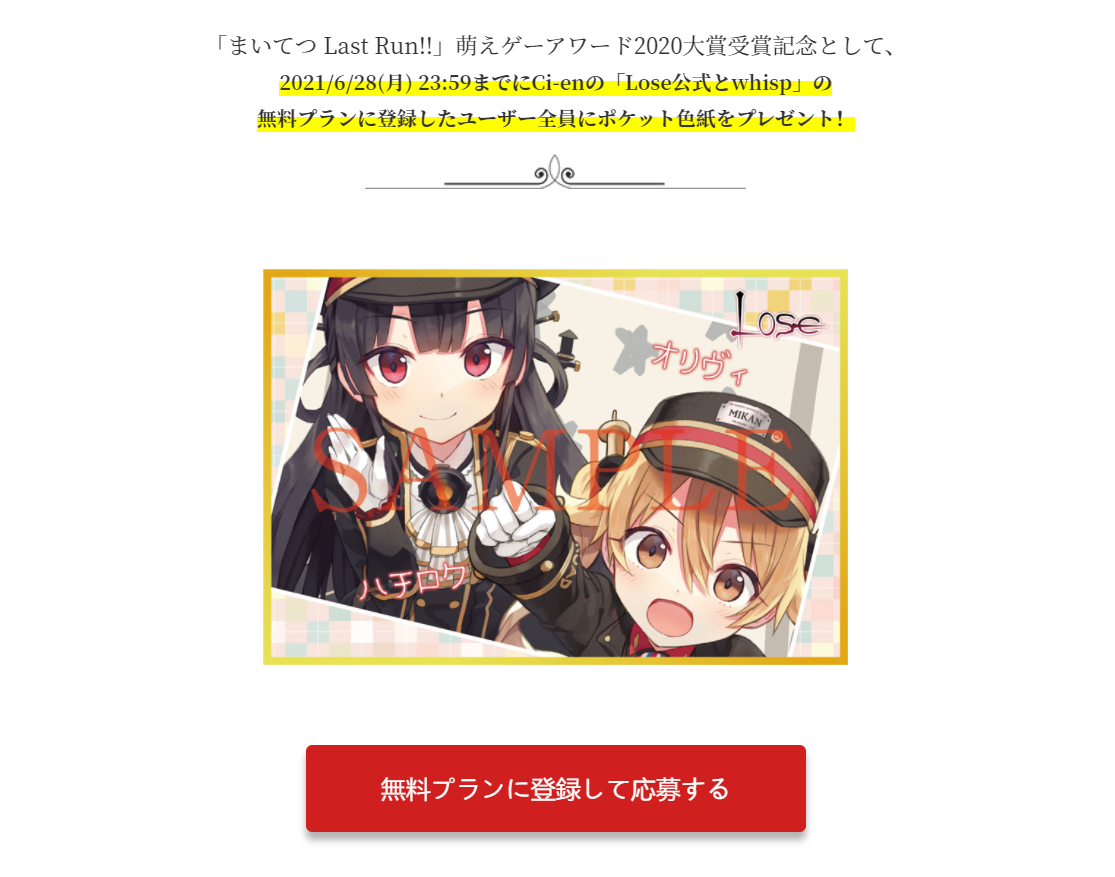 「まいてつ Last Run!!」萌えゲーアワード2020大賞受賞記念として、
2021/6/28(月) 23:59までにCi-enの「Lose公式とwhisp」の
無料プランに登録したユーザー全員にポケット色紙をプレゼント！
Lose
オリヴィ
MIKAN
SAMPLE
ハチロク
無料プランに登録して応募する